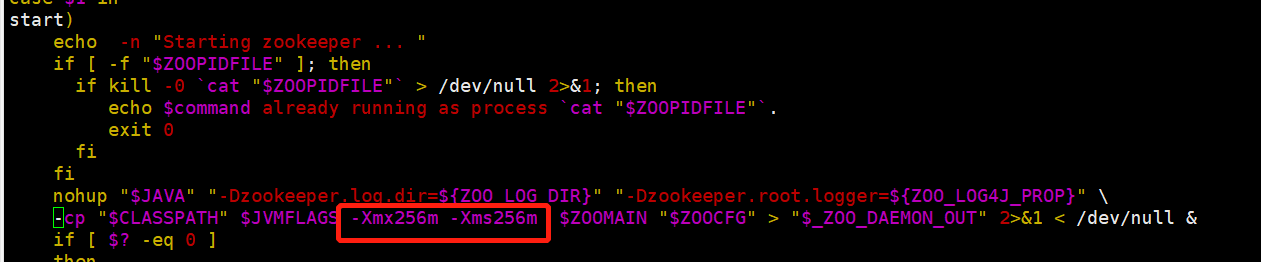 case $1 in
start)
    echo  -n "Starting zookeeper ... "
    if [ -f "$ZOOPIDFILE" ]; then
      if kill -0 `cat "$ZOOPIDFILE"` > /dev/null 2>&1; then
         echo $command already running as process `cat "$ZOOPIDFILE"`.
         exit 0
      fi
    fi
    nohup "$JAVA" "-Dzookeeper.log.dir=${ZOO_LOG_DIR}" "-Dzookeeper.root.logger=${ZOO_LOG4J_PROP}" \
    -cp "$CLASSPATH" $JVMFLAGS -Xmx256m -Xms256m  $ZOOMAIN "$ZOOCFG" > "$_ZOO_DAEMON_OUT" 2>&1 < /dev/null &
    if [ $? -eq 0 ]
    then